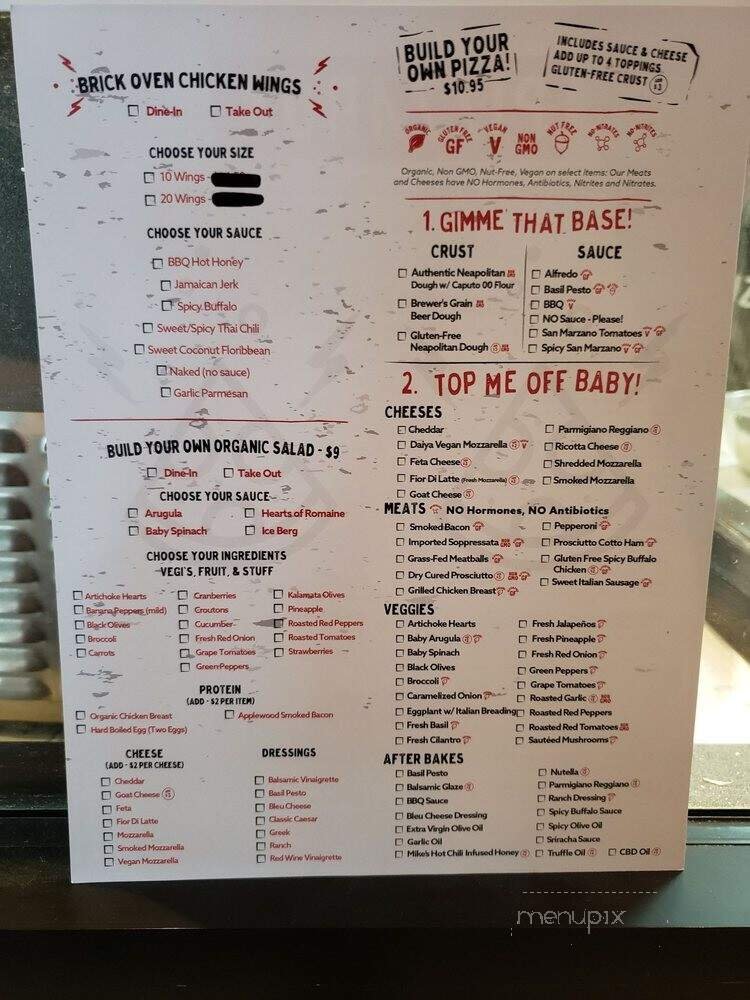 BRICK OVEN CHICKEN WINGS
Dine-In Take Out
CHOOSE YOUR SIZE
10 Wings -
20 Wings -
CHOOSE YOUR SAUCE
BBQ Hot Honey
Jamaican Jerk
Spicy Buffalo
Sweet/Spicy Thai Chili
Sweet Coconut Floribbean
Naked (no sauce)
Garlic Parmesan
BUILD YOUR OWN ORGANIC SALAD - $9
Dine-In Take Out
CHOOSE YOUR SAUCE
Arugula Hearts of Romaine
Baby Spinach Ice Berg
CHOOSE YOUR INGREDIENTS
VEGI'S, FRUIT, & STUFF
Artichoke Hearts
Banana Peppers (mild)
Black Olives
Broccoli
Carrots
Cranberries
Croutons
Cucumber
Fresh Red Onion
Grape Tomatoes
Green Peppers
Kalamata Olives
Pineapple
Roasted Red Peppers
Roasted Tomatoes
Strawberries
PROTEIN
(ADD - $2 PER ITEM)
Organic Chicken Breast Applewood Smoked Bacon
Hard Boiled Egg (Two Eggs)
CHEESE
(ADD - $2 PER CHEESE)
Cheddar
Goat Cheese
Feta
Fior Di Latte
Mozzarella
Smoked Mozzarella
Vegan Mozzarella
DRESSINGS
Balsamic Vinaigrette
Basil Pesto
Bleu Cheese
Classic Caesar
Greek
Ranch
Red Wine Vinaigrette
BUILD YOUR
OWN PIZZA!
$10.95
INCLUDES SAUCE & CHEESE
ADD UP TO 4 TOPPINGS
GLUTEN-FREE CRUST ADD $3
ORGANIC GLUTEN FREE GF VEGAN V NON GMO NUT FREE NO-NITRATES NO-NITRITES
Organic, Non GMO, Nut-Free, Vegan on select items: Our Meats
and Cheeses have NO Hormones, Antibiotics, Nitrites and Nitrates.
1. GIMME THAT BASE!
CRUST
Authentic Neapolitan
Dough w/ Caputo 00 Flour
Brewer's Grain
Beer Dough
Gluten-Free
Neapolitan Dough
SAUCE
Alfredo
Basil Pesto
BBQ
NO Sauce - Please!
San Marzano Tomatoes
Spicy San Marzano
2. TOP ME OFF BABY!
CHEESES
Cheddar
Daiya Vegan Mozzarella
Feta Cheese
Fior Di Latte (Fresh Mozzarella)
Goat Cheese
Parmigiano Reggiano
Ricotta Cheese
Shredded Mozzarella
Smoked Mozzarella
MEATS NO Hormones, NO Antibiotics
Smoked Bacon
Imported Soppressata
Grass-Fed Meatballs
Dry Cured Prosciutto
Grilled Chicken Breast
Pepperoni
Prosciutto Cotto Ham
Gluten Free Spicy Buffalo
Chicken
Sweet Italian Sausage
VEGGIES
Artichoke Hearts
Baby Arugula
Baby Spinach
Black Olives
Broccoli
Caramelized Onion
Eggplant w/ Italian Breading
Fresh Basil
Fresh Cilantro
Fresh Jalapeños
Fresh Pineapple
Fresh Red Onion
Green Peppers
Grape Tomatoes
Roasted Garlic
Roasted Red Peppers
Roasted Red Tomatoes
Sautéed Mushrooms
AFTER BAKES
Basil Pesto
Balsamic Glaze
BBQ Sauce
Bleu Cheese Dressing
Extra Virgin Olive Oil
Garlic Oil
Mike's Hot Chili Infused Honey
Nutella
Parmigiano Reggiano
Ranch Dressing
Spicy Buffalo Sauce
Spicy Olive Oil
Sriracha Sauce
Truffle Oil CBD Oil
menupix